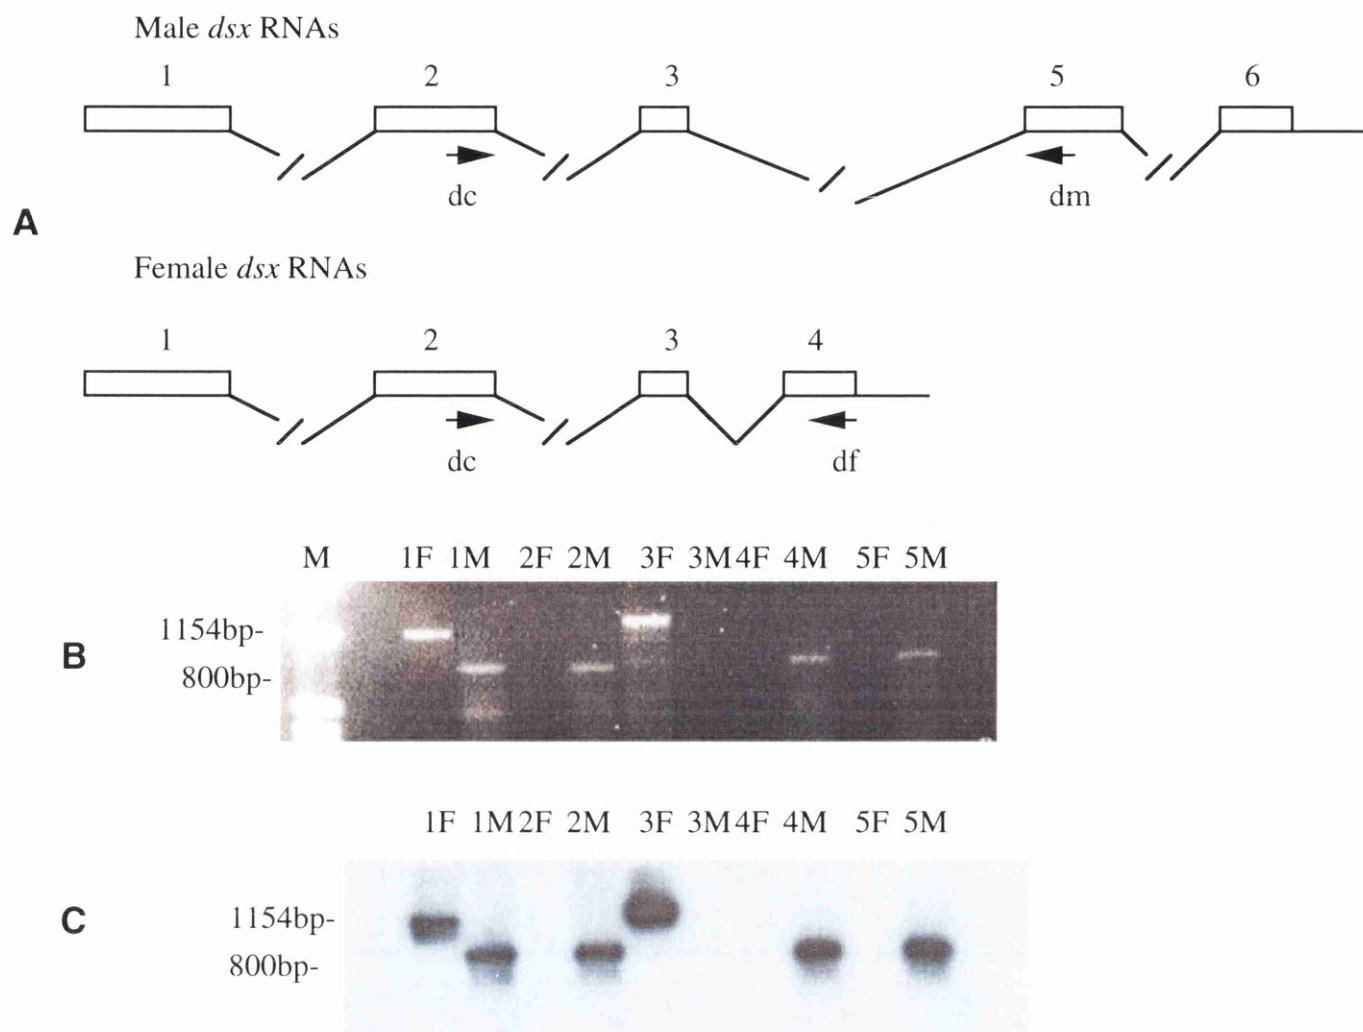 Male dsx RNAs
1 2 3 5 6
dc dm
A
Female dsx RNAs
1 2 3 4
dc df
M 1F 1M 2F 2M 3F 3M 4F 4M 5F 5M
1154bp-
B
800bp-
1F 1M 2F 2M 3F 3M 4F 4M 5F 5M
C
1154bp-
800bp-